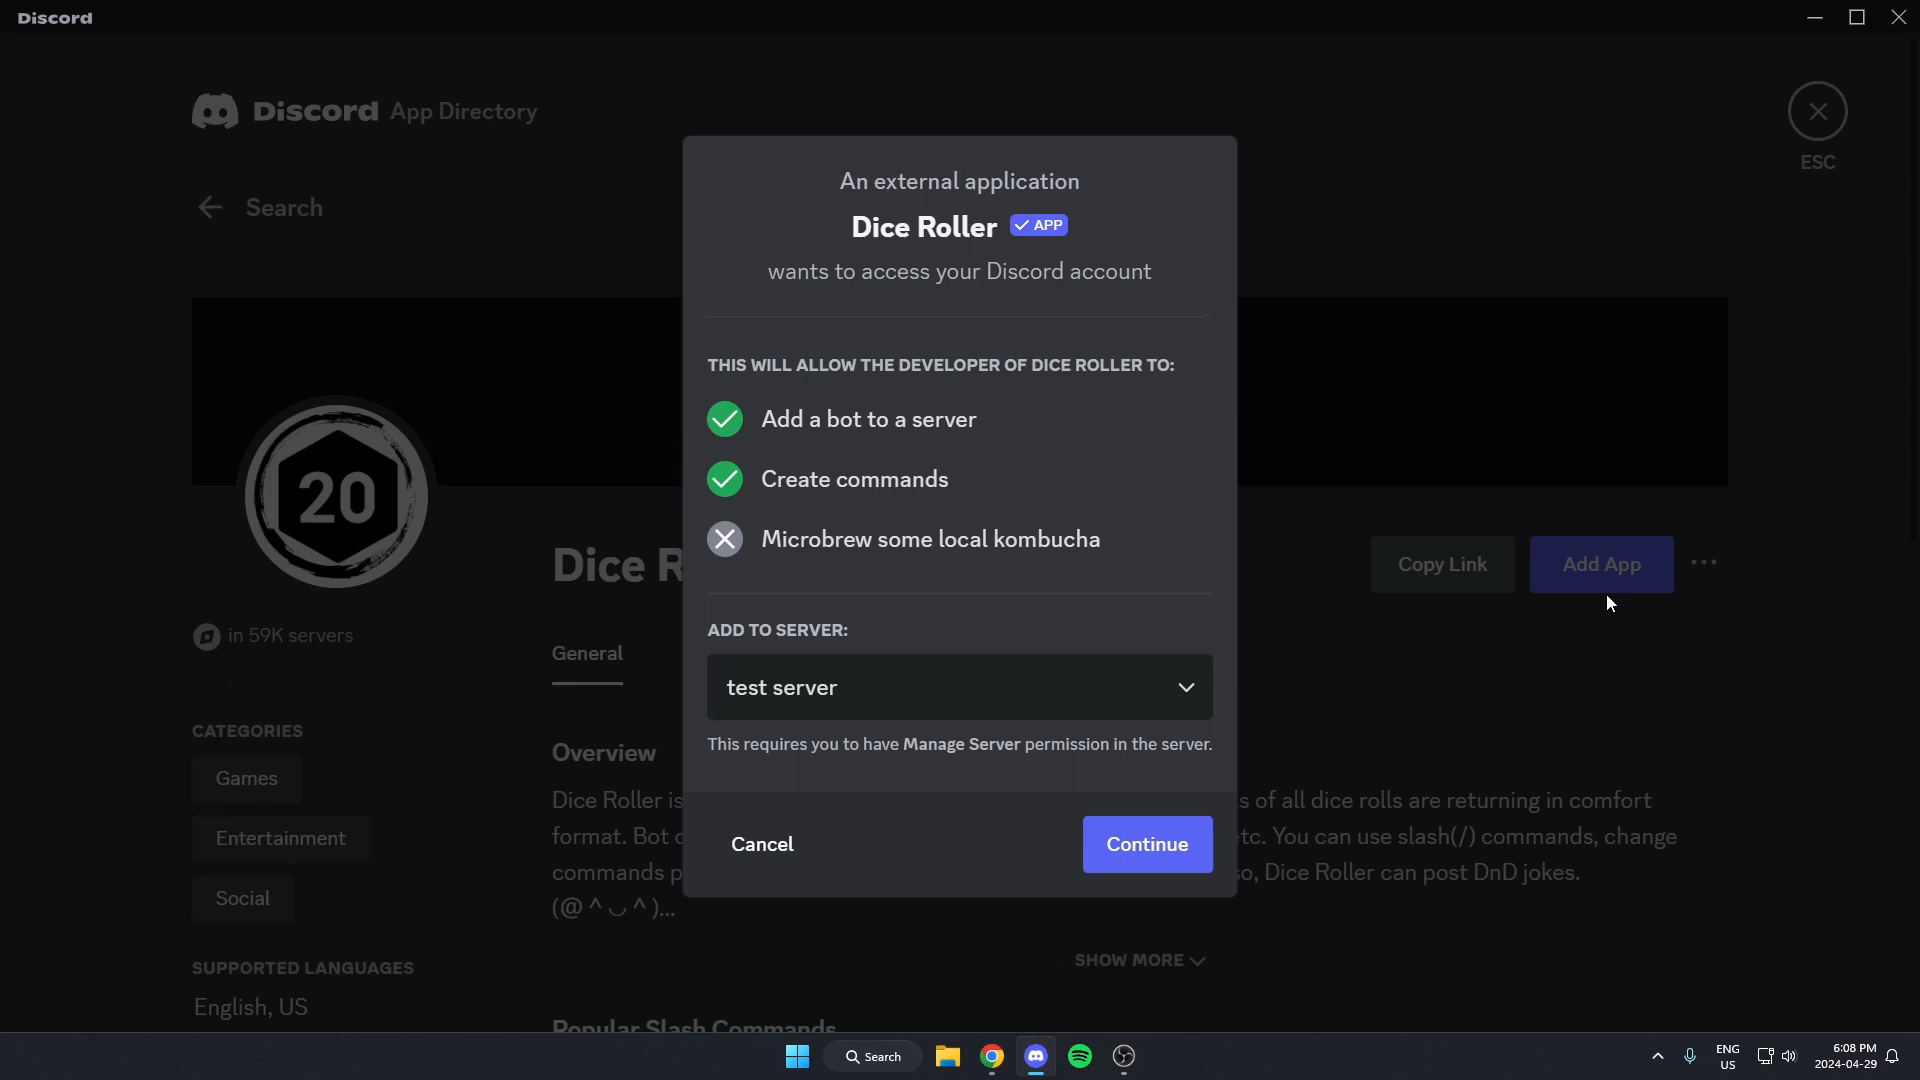 Discord
Discord App Directory
ESC
Search
An external application
Dice Roller APP
wants to access your Discord account
THIS WILL ALLOW THE DEVELOPER OF DICE ROLLER TO:
Add a bot to a server
Create commands
Microbrew some local kombucha
ADD TO SERVER:
test server
This requires you to have Manage Server permission in the server.
Cancel
Continue
20
Dice R
Copy Link
Add App
in 59K servers
General
CATEGORIES
Games
Entertainment
Social
SUPPORTED LANGUAGES
English, US
Overview
Dice Roller is s of all dice rolls are returning in comfort
format. Bot etc. You can use slash(/) commands, change
commands Dice Roller can post DnD jokes.
(@^◡^)...
SHOW MORE
Popular Slash Commands
Search
ENG
US
6:08 PM
2024-04-29